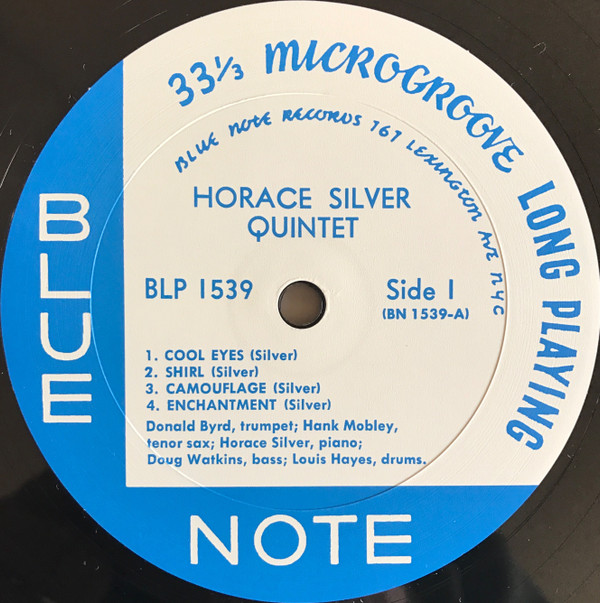 33⅓ MICROGROOVE LONG PLAYING
BLUE NOTE RECORDS 767 LEXINGTON AVE NYC
HORACE SILVER
QUINTET
BLP 1539
Side 1
(BN 1539-A)
1. COOL EYES (Silver)
2. SHIRL (Silver)
3. CAMOUFLAGE (Silver)
4. ENCHANTMENT (Silver)
Donald Byrd, trumpet; Hank Mobley,
tenor sax; Horace Silver, piano;
Doug Watkins, bass; Louis Hayes, drums.
BLUE
NOTE